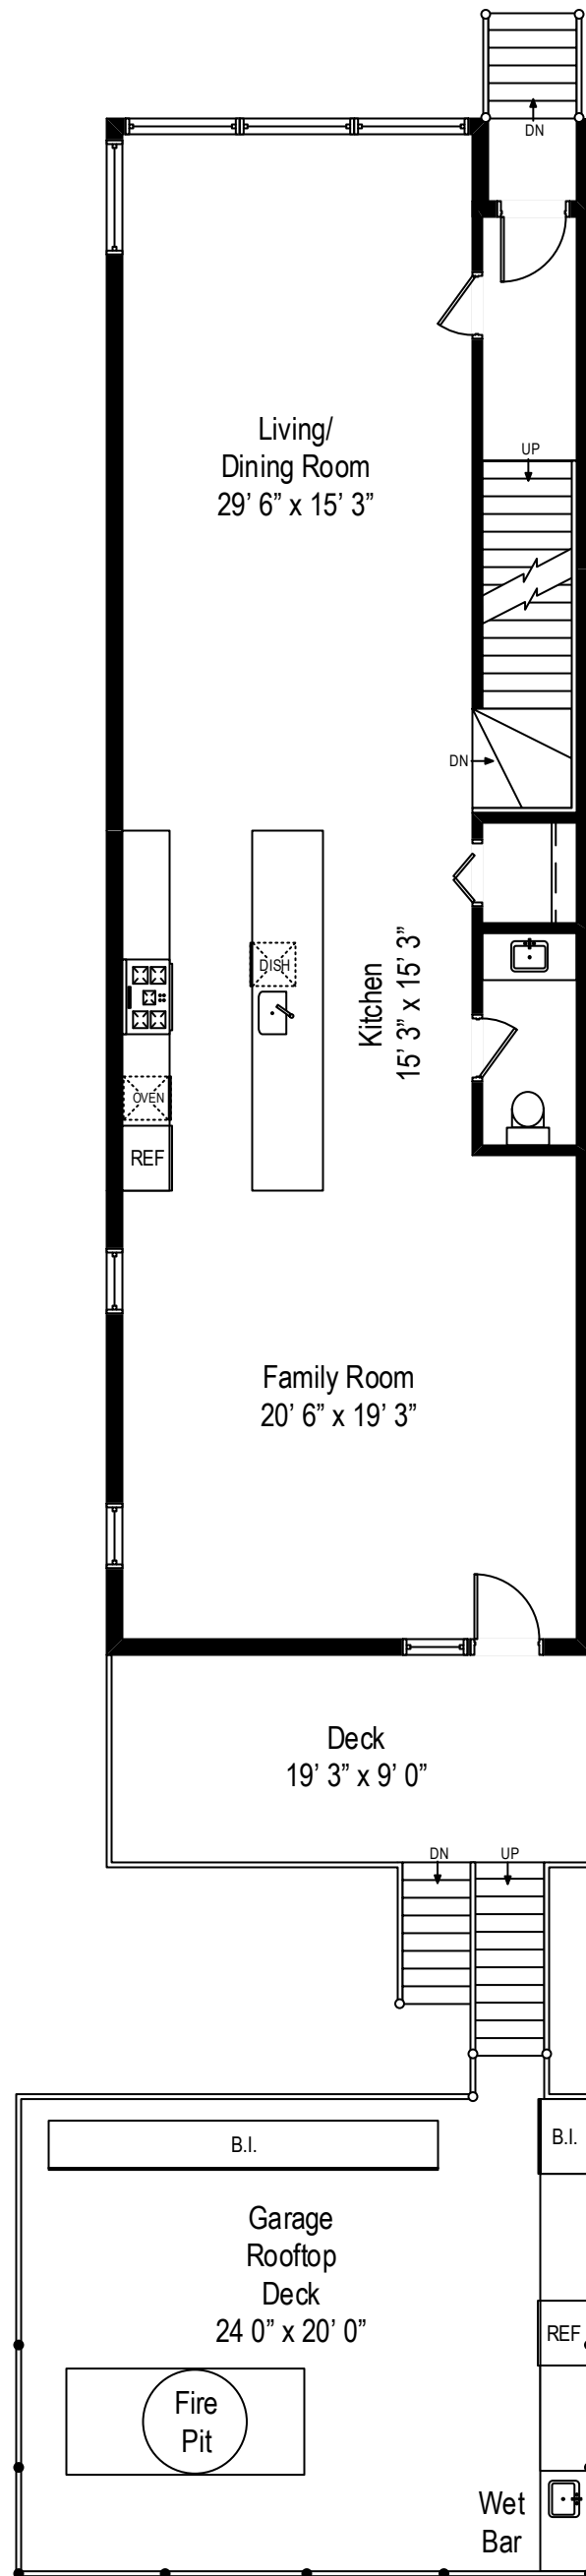 DN
Living/
Dining Room
29’ 6” x 15’ 3”
UP
DN
DISH
Kitchen
15’ 3” x 15’ 3”
OVEN
REF
Family Room
20’ 6” x 19’ 3”
Deck
19’ 3” x 9’ 0”
DN
UP
B.I.
B.I.
Garage
Rooftop
Deck
24 0” x 20’ 0”
REF
Fire
Pit
Wet
Bar